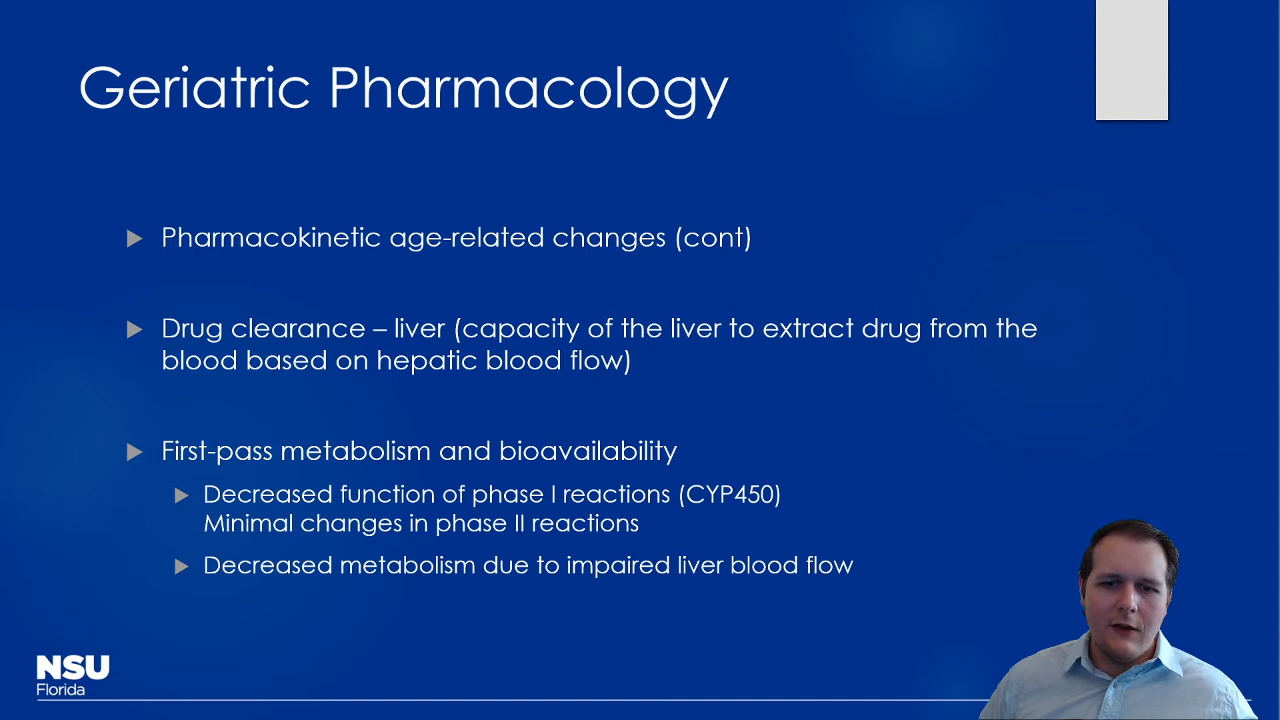 Geriatric Pharmacology
Pharmacokinetic age-related changes (cont)
Drug clearance – liver (capacity of the liver to extract drug from the
blood based on hepatic blood flow)
First-pass metabolism and bioavailability
Decreased function of phase I reactions (CYP450)
Minimal changes in phase II reactions
Decreased metabolism due to impaired liver blood flow
NSU
Florida